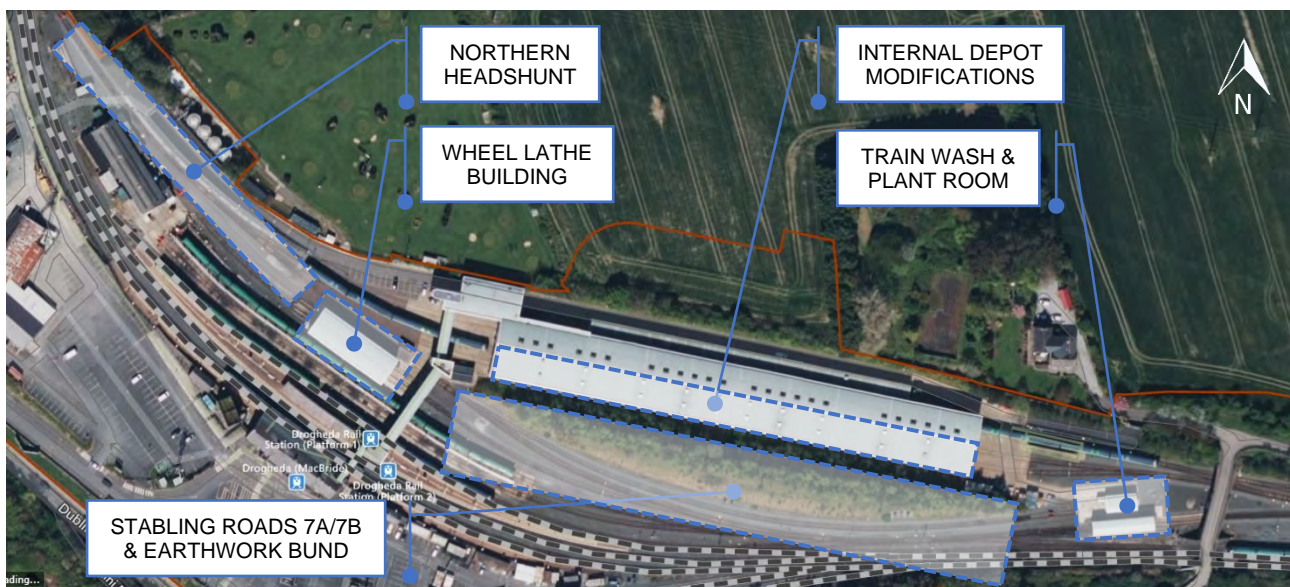 NORTHERN
HEADSHUNT
INTERNAL DEPOT
MODIFICATIONS
N
WHEEL LATHE
BUILDING
TRAIN WASH &
PLANT ROOM
Drogheda Rail
Station (Platform 1)
Drogheda (MacBride)
Drogheda Rail
Station (Platform 2)
STABLING ROADS 7A/7B
& EARTHWORK BUND
ading...